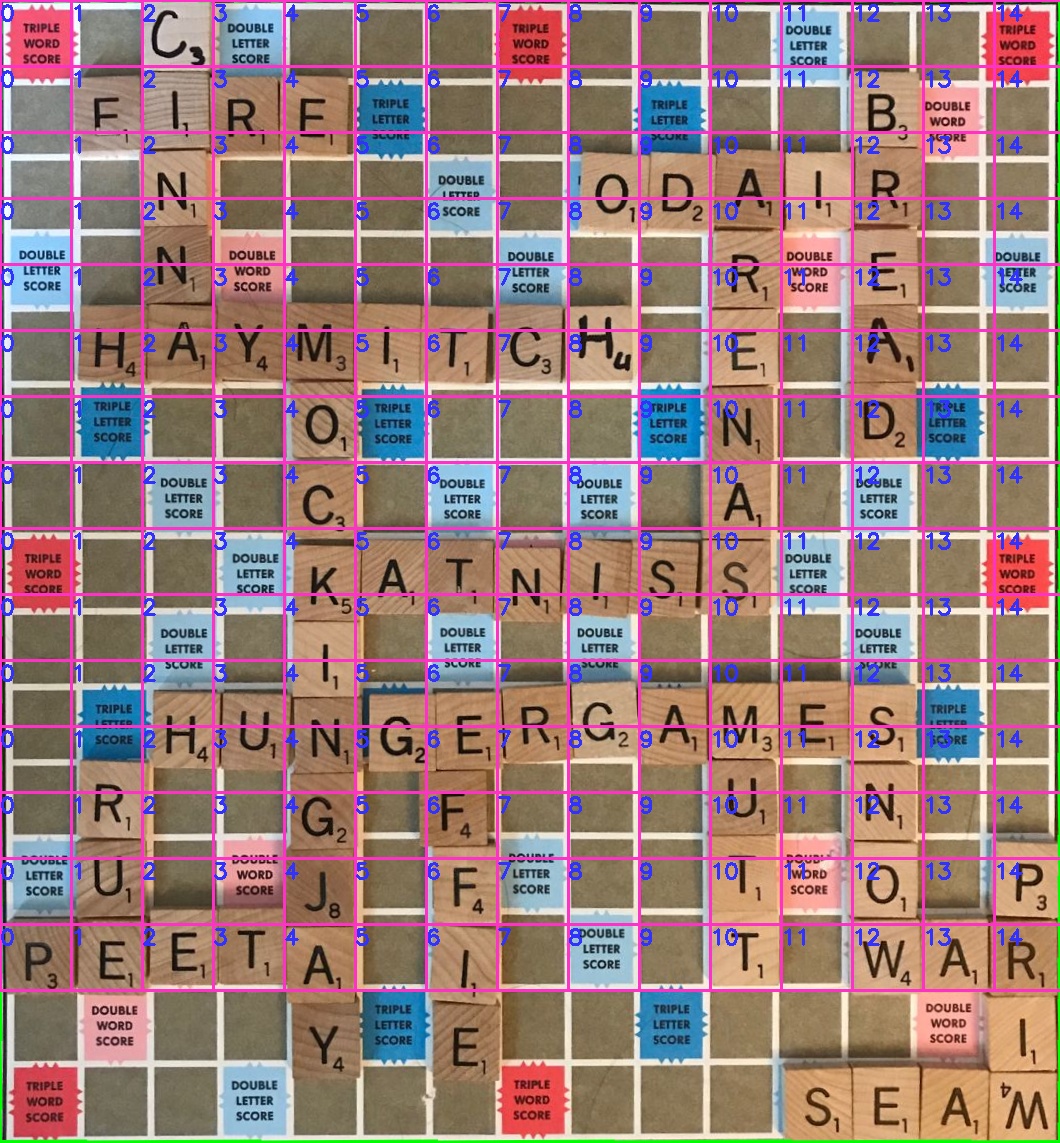 0 1 2 3 4 5 6 7 8 9 10 11 12 13 14
TRIPLE WORD SCORE C3 DOUBLE LETTER SCORE TRIPLE WORD SCORE DOUBLE LETTER SCORE TRIPLE WORD SCORE
0 1 2 3 4 5 6 7 8 9 10 11 12 13 14
E1 I1 R1 E1 TRIPLE LETTER SCORE TRIPLE LETTER SCORE B3 DOUBLE WORD SCORE
0 1 2 3 4 5 6 7 8 9 10 11 12 13 14
N1 DOUBLE LETTER SCORE O1 D2 A1 I1 R1
0 1 2 3 4 5 6 7 8 9 10 11 12 13 14
DOUBLE LETTER SCORE N1 DOUBLE WORD SCORE DOUBLE LETTER SCORE R1 DOUBLE WORD SCORE E1 DOUBLE LETTER SCORE
0 1 2 3 4 5 6 7 8 9 10 11 12 13 14
H4 A1 Y4 M3 I1 T1 C3 H4 E1 A1
0 1 2 3 4 5 6 7 8 9 10 11 12 13 14
TRIPLE LETTER SCORE O1 TRIPLE LETTER SCORE TRIPLE LETTER SCORE N1 D2 TRIPLE LETTER SCORE
0 1 2 3 4 5 6 7 8 9 10 11 12 13 14
DOUBLE LETTER SCORE C3 DOUBLE LETTER SCORE DOUBLE LETTER SCORE A1 DOUBLE LETTER SCORE
0 1 2 3 4 5 6 7 8 9 10 11 12 13 14
TRIPLE WORD SCORE DOUBLE LETTER SCORE K5 A1 T1 N1 I1 S1 S1 DOUBLE LETTER SCORE TRIPLE WORD SCORE
0 1 2 3 4 5 6 7 8 9 10 11 12 13 14
DOUBLE LETTER SCORE I1 DOUBLE LETTER SCORE DOUBLE LETTER SCORE DOUBLE LETTER SCORE
0 1 2 3 4 5 6 7 8 9 10 11 12 13 14
TRIPLE LETTER H4 U1 N1 G2 E1 R1 G2 A1 M3 E1 S1 TRIPLE LETTER SCORE
0 1 2 3 4 5 6 7 8 9 10 11 12 13 14
R1 G2 F4 U1 N1
0 1 2 3 4 5 6 7 8 9 10 11 12 13 14
DOUBLE LETTER SCORE U1 DOUBLE WORD SCORE J8 F4 DOUBLE LETTER SCORE T1 DOUBLE WORD SCORE O1 P3
0 1 2 3 4 5 6 7 8 9 10 11 12 13 14
P3 E1 E1 T1 A1 I1 DOUBLE LETTER SCORE T1 W4 A1 R1
DOUBLE WORD SCORE Y4 TRIPLE LETTER SCORE E1 TRIPLE LETTER SCORE DOUBLE WORD SCORE I1
TRIPLE WORD SCORE DOUBLE LETTER SCORE TRIPLE WORD SCORE S1 E1 A1 W4